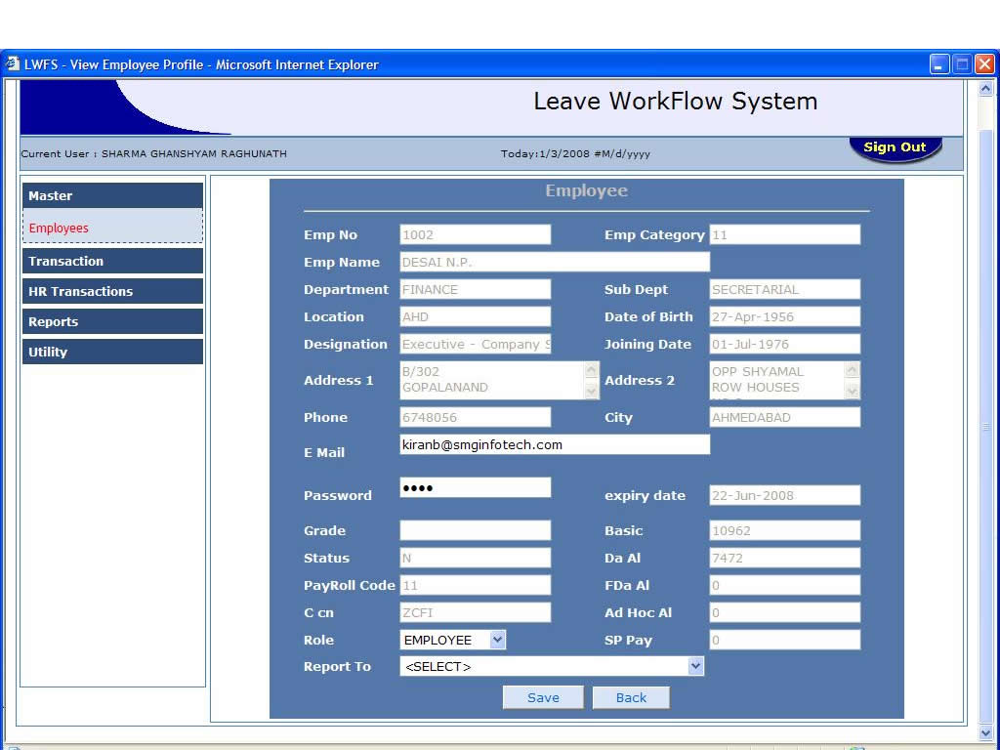 LWFS - View Employee Profile - Microsoft Internet Explorer
Leave WorkFlow System
Current User : SHARMA GHANSHYAM RAGHUNATH Today:1/3/2008 #M/d/yyyy Sign Out
Master
Employees
Transaction
HR Transactions
Reports
Utility
Employee
Emp No 1002 Emp Category 11
Emp Name DESAI N.P.
Department FINANCE Sub Dept SECRETARIAL
Location AHD Date of Birth 27-Apr-1956
Designation Executive - Company S Joining Date 01-Jul-1976
Address 1 B/302 Address 2 OPP SHYAMAL
GOPALANAND ROW HOUSES
Phone 6748056 City AHMEDABAD
E Mail kiranb@smginfotech.com
Password •••• expiry date 22-Jun-2008
Grade Basic 10962
Status N Da Al 7472
PayRoll Code 11 FDa Al 0
C cn ZCFI Ad Hoc Al 0
Role EMPLOYEE SP Pay 0
Report To <SELECT>
Save Back